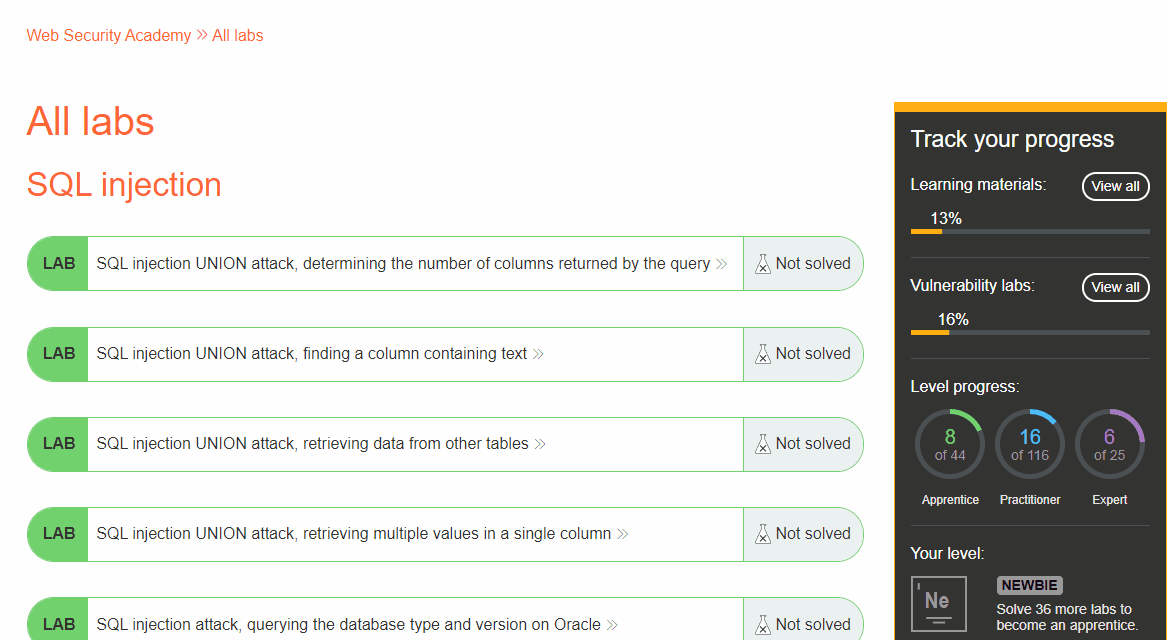 Web Security Academy » All labs
All labs
SQL injection
LAB SQL injection UNION attack, determining the number of columns returned by the query » Not solved
LAB SQL injection UNION attack, finding a column containing text » Not solved
LAB SQL injection UNION attack, retrieving data from other tables » Not solved
LAB SQL injection UNION attack, retrieving multiple values in a single column » Not solved
LAB SQL injection attack, querying the database type and version on Oracle » Not solved
Track your progress
Learning materials: View all
13%
Vulnerability labs: View all
16%
Level progress:
8 16 6
of 44 of 116 of 25
Apprentice Practitioner Expert
Your level:
Ne NEWBIE
Solve 36 more labs to
become an apprentice.